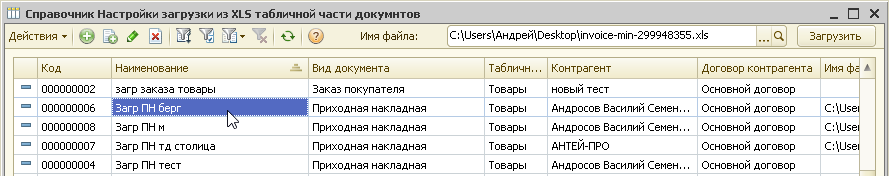 Справочник Настройки загрузки из XLS табличной части докумнтов
Действия Имя файла: C:\Users\Андрей\Desktop\invoice-min-299948355.xls ... Загрузить
Код Наименование Вид документа Табличн... Контрагент Договор контрагента Имя фа
000000002 загр заказа товары Заказ покупателя Товары новый тест Основной договор
000000006 Загр ПН берг Приходная накладная Товары Андросов Василий Семен... Основной договор C:\User
000000008 Загр ПН м Приходная накладная Товары Андросов Василий Семен... Основной договор C:\User
000000007 Загр ПН тд столица Приходная накладная Товары АНТЕЙ-ПРО Основной договор C:\User
000000004 Загр ПН тест Приходная накладная Товары Андросов Василий Семен... Основной договор C:\User